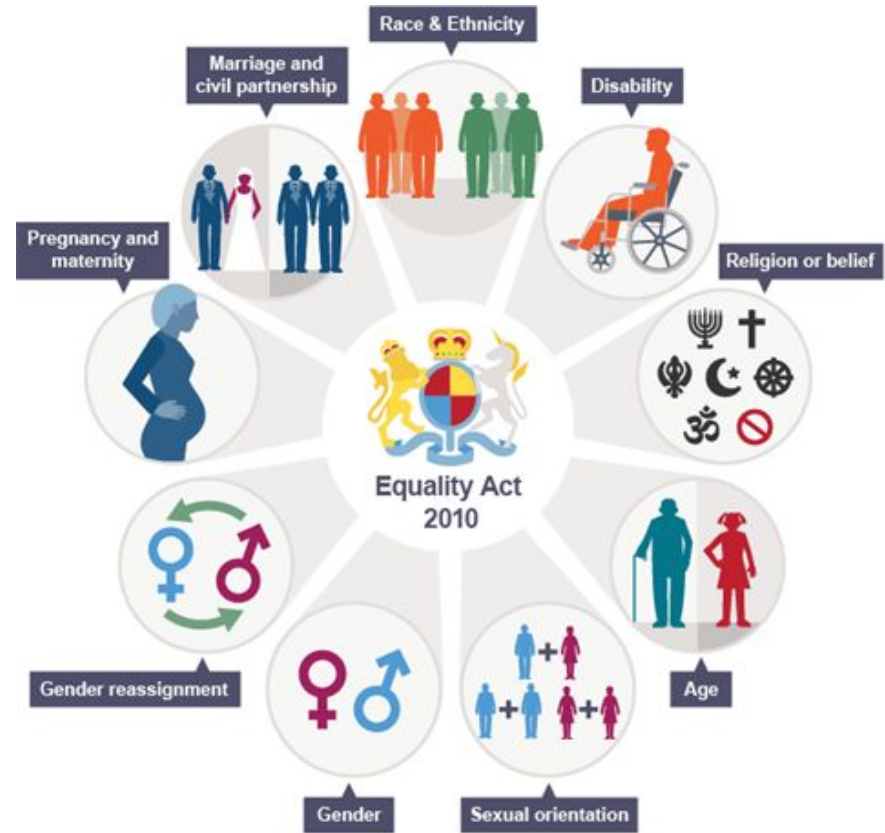 Race & Ethnicity
Marriage and
civil partnership
Disability
Pregnancy and
maternity
Religion or belief
Equality Act
2010
Gender reassignment
Age
Gender
Sexual orientation